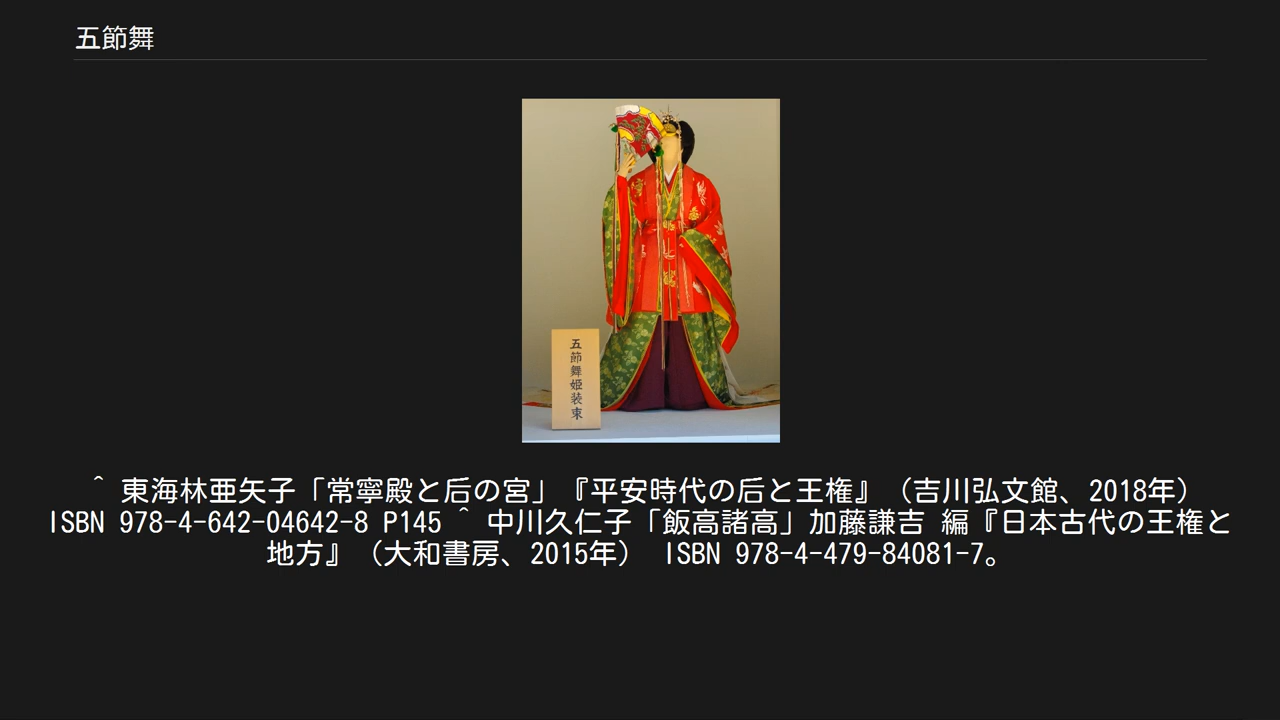 五節舞
五節舞姫装束
^ 東海林亜矢子「常寧殿と后の宮」『平安時代の后と王権』（吉川弘文館、2018年）
ISBN 978-4-642-04642-8 P145 ^ 中川久仁子「飯高諸高」加藤謙吉 編『日本古代の王権と
地方』（大和書房、2015年） ISBN 978-4-479-84081-7。